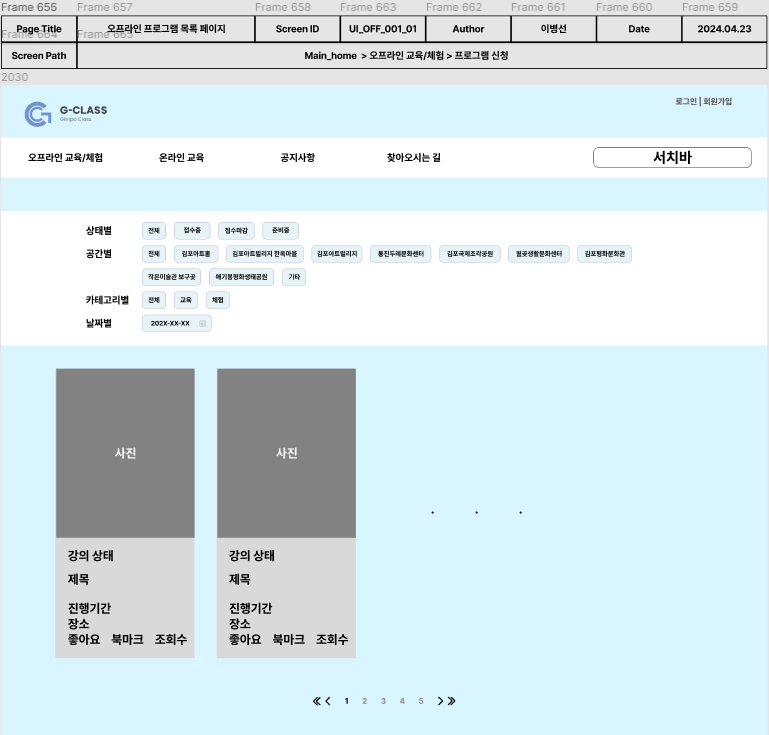 Frame 655 Frame 657 Frame 658 Frame 663 Frame 662 Frame 661 Frame 660 Frame 659
Page Title 오프라인 프로그램 목록 페이지 Screen ID UI_OFF_001_01 Author 이병선 Date 2024.04.23
Frame 664 Frame 665
Screen Path Main_home > 오프라인 교육/체험 > 프로그램 신청
2030
로그인 | 회원가입
G-CLASS
Gimpo Class
오프라인 교육/체험 온라인 교육 공지사항 찾아오시는 길 서치바
상태별 전체 접수중 접수마감 준비중
공간별 전체 김포아트홀 김포아트빌리지 한옥마을 김포아트빌리지 통진두레문화센터 김포국제조각공원 월곶생활문화센터 김포평화문화관
작은미술관 보구곶 애기봉평화생태공원 기타
카테고리별 전체 교육 체험
날짜별 202X-XX-XX
사진 사진
강의 상태 강의 상태
제목 제목
진행기간 진행기간
장소 장소
좋아요 북마크 조회수 좋아요 북마크 조회수
1 2 3 4 5